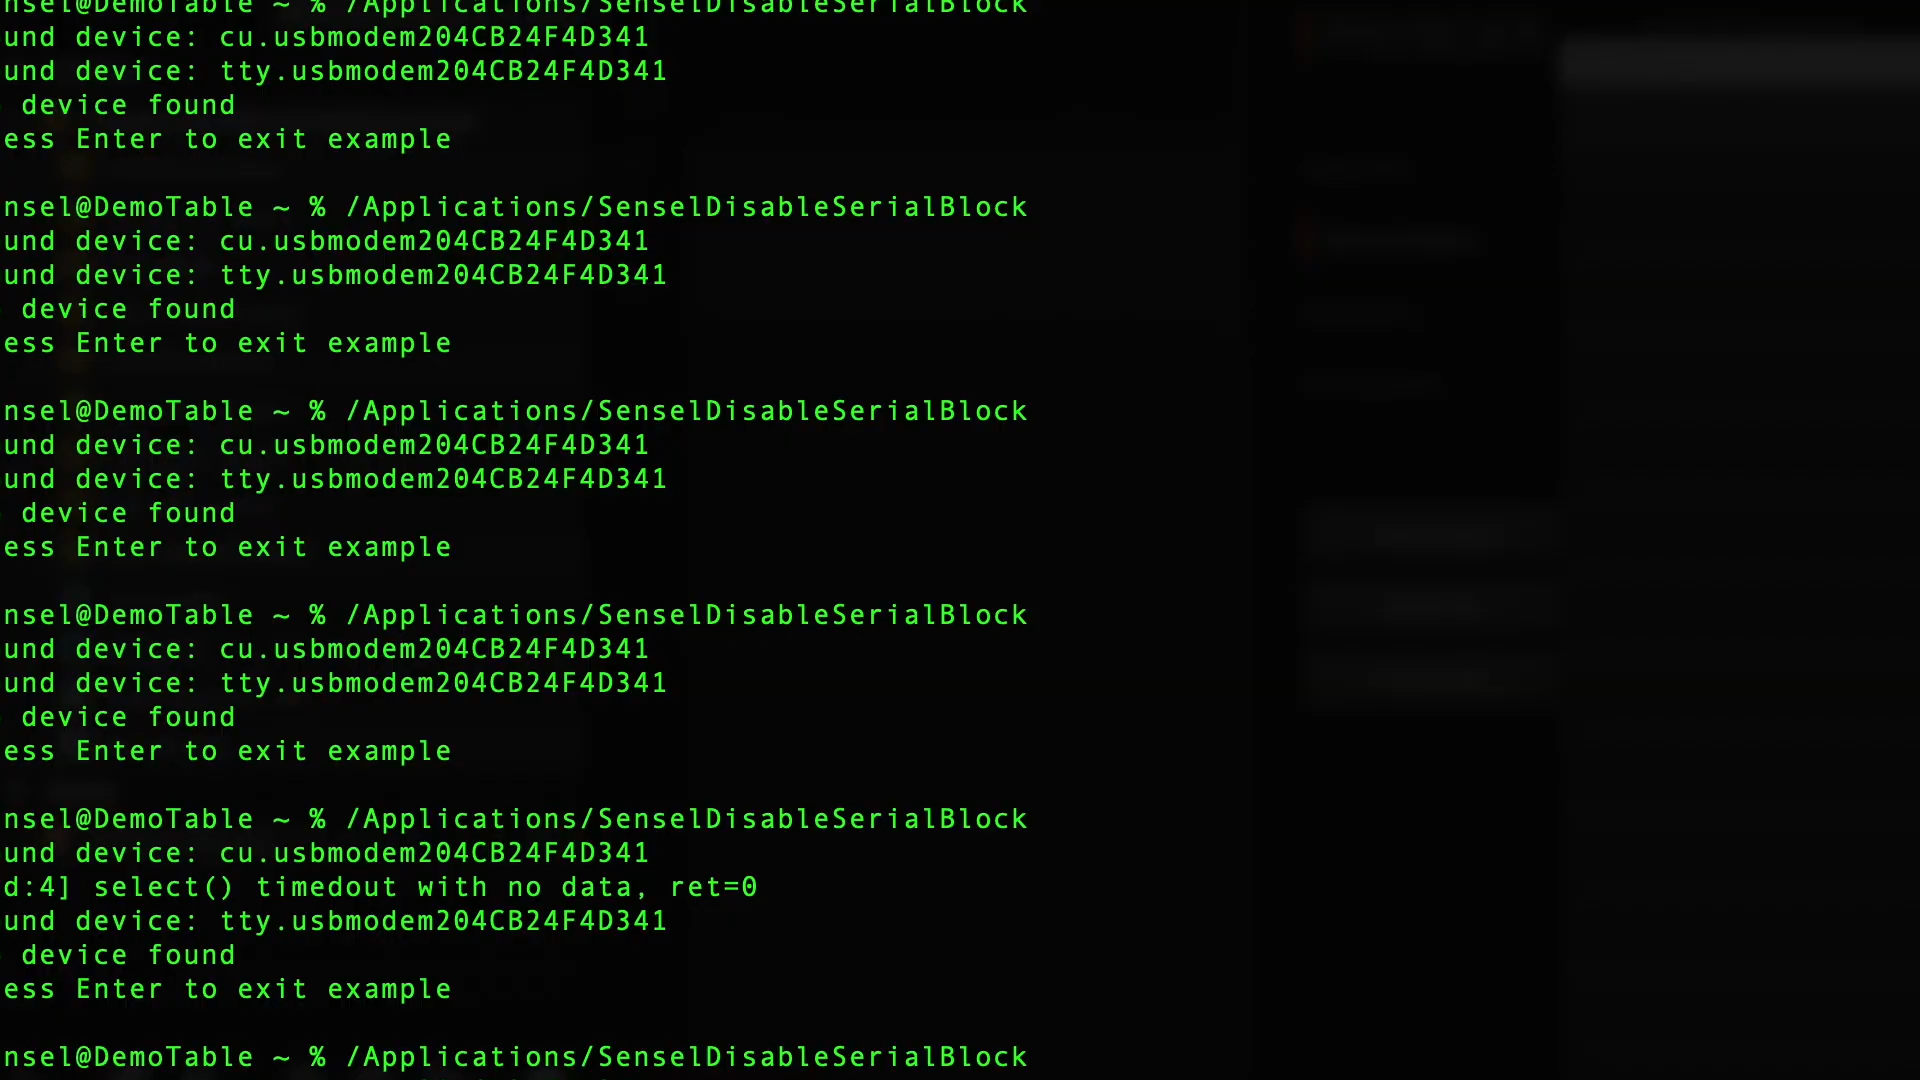 nsel@DemoTable ~ % /Applications/SenselDisableSerialBlock
und device: cu.usbmodem204CB24F4D341
und device: tty.usbmodem204CB24F4D341
device found
ess Enter to exit example
nsel@DemoTable ~ % /Applications/SenselDisableSerialBlock
und device: cu.usbmodem204CB24F4D341
und device: tty.usbmodem204CB24F4D341
device found
ess Enter to exit example
nsel@DemoTable ~ % /Applications/SenselDisableSerialBlock
und device: cu.usbmodem204CB24F4D341
und device: tty.usbmodem204CB24F4D341
device found
ess Enter to exit example
nsel@DemoTable ~ % /Applications/SenselDisableSerialBlock
und device: cu.usbmodem204CB24F4D341
und device: tty.usbmodem204CB24F4D341
device found
ess Enter to exit example
nsel@DemoTable ~ % /Applications/SenselDisableSerialBlock
und device: cu.usbmodem204CB24F4D341
d:4] select() timedout with no data, ret=0
und device: tty.usbmodem204CB24F4D341
device found
ess Enter to exit example
nsel@DemoTable ~ % /Applications/SenselDisableSerialBlock